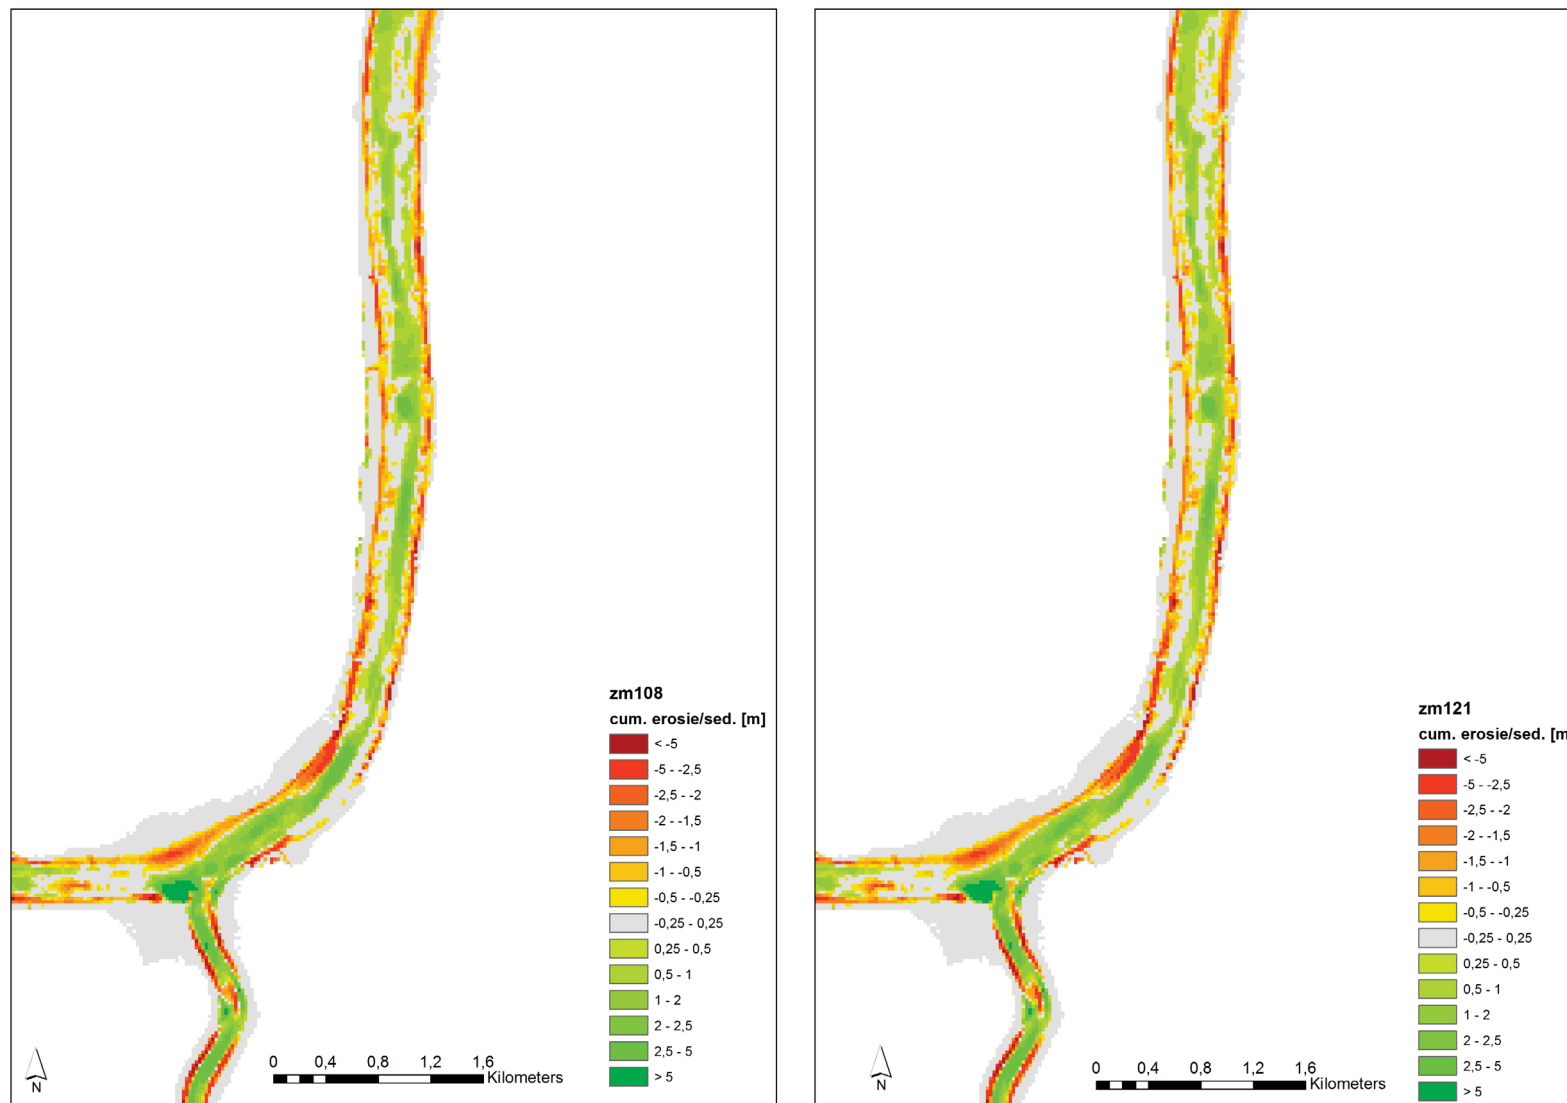 zm108
cum. erosie/sed. [m]
< -5
-5 - -2,5
-2,5 - -2
-2 - -1,5
-1,5 - -1
-1 - -0,5
-0,5 - -0,25
-0,25 - 0,25
0,25 - 0,5
0,5 - 1
1 - 2
2 - 2,5
2,5 - 5
> 5
N
0 0,4 0,8 1,2 1,6
Kilometers
zm121
cum. erosie/sed. [m
< -5
-5 - -2,5
-2,5 - -2
-2 - -1,5
-1,5 - -1
-1 - -0,5
-0,5 - -0,25
-0,25 - 0,25
0,25 - 0,5
0,5 - 1
1 - 2
2 - 2,5
2,5 - 5
> 5
N
0 0,4 0,8 1,2 1,6
Kilometers